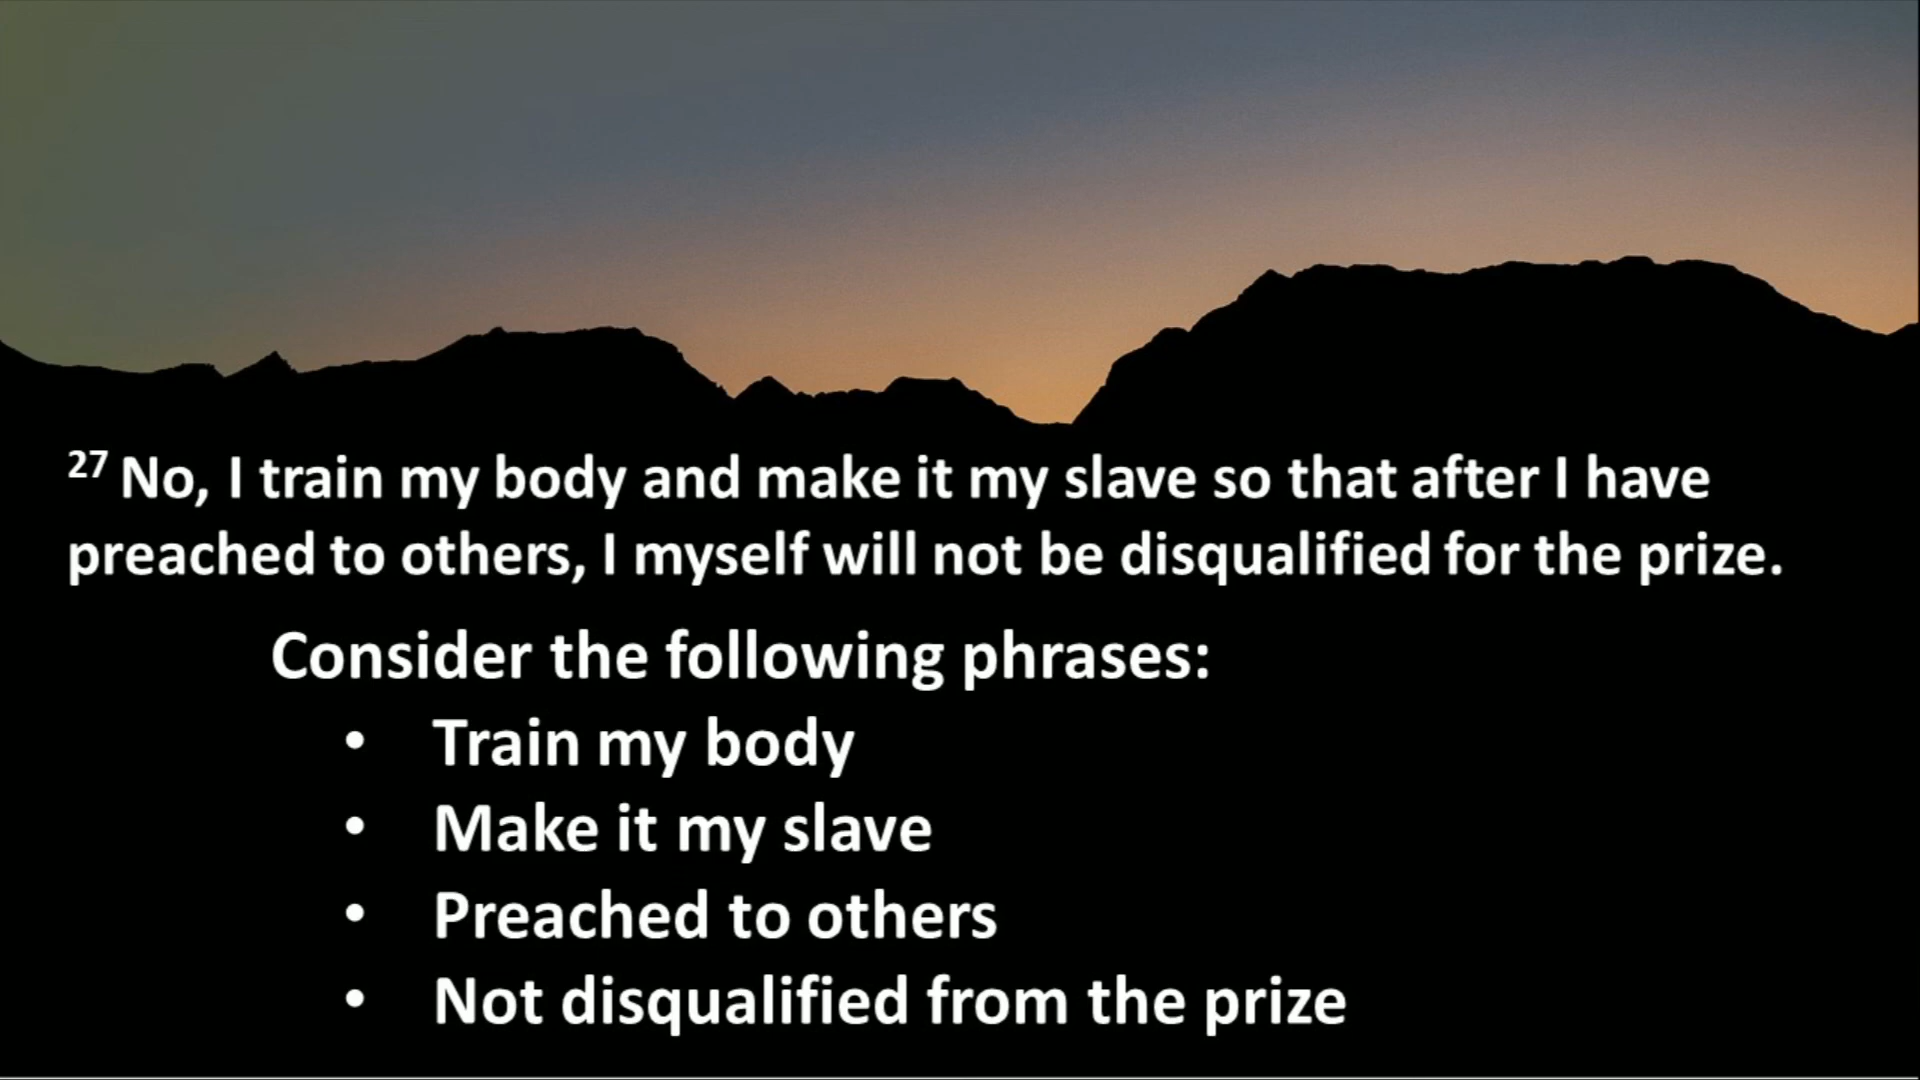 27 No, I train my body and make it my slave so that after I have
preached to others, I myself will not be disqualified for the prize.
Consider the following phrases:
• Train my body
• Make it my slave
• Preached to others
• Not disqualified from the prize